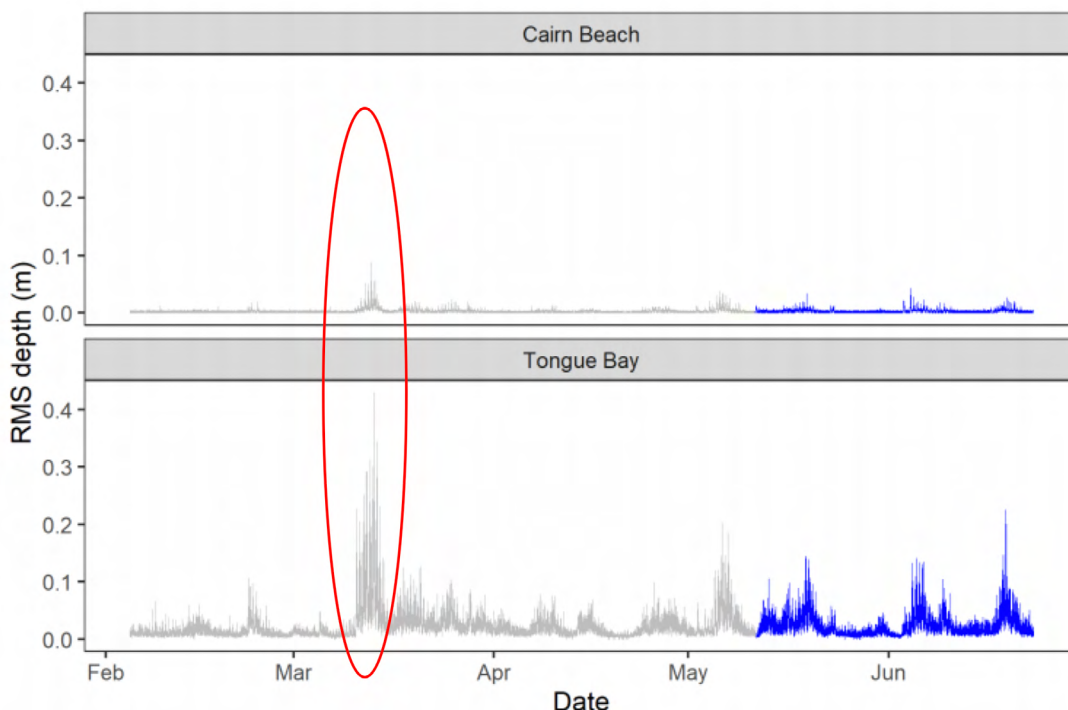 Cairn Beach
0.4
0.3
0.2
0.1
0.0
Tongue Bay
0.4
0.3
0.2
0.1
0.0
RMS depth (m)
Feb Mar Apr May Jun
Date